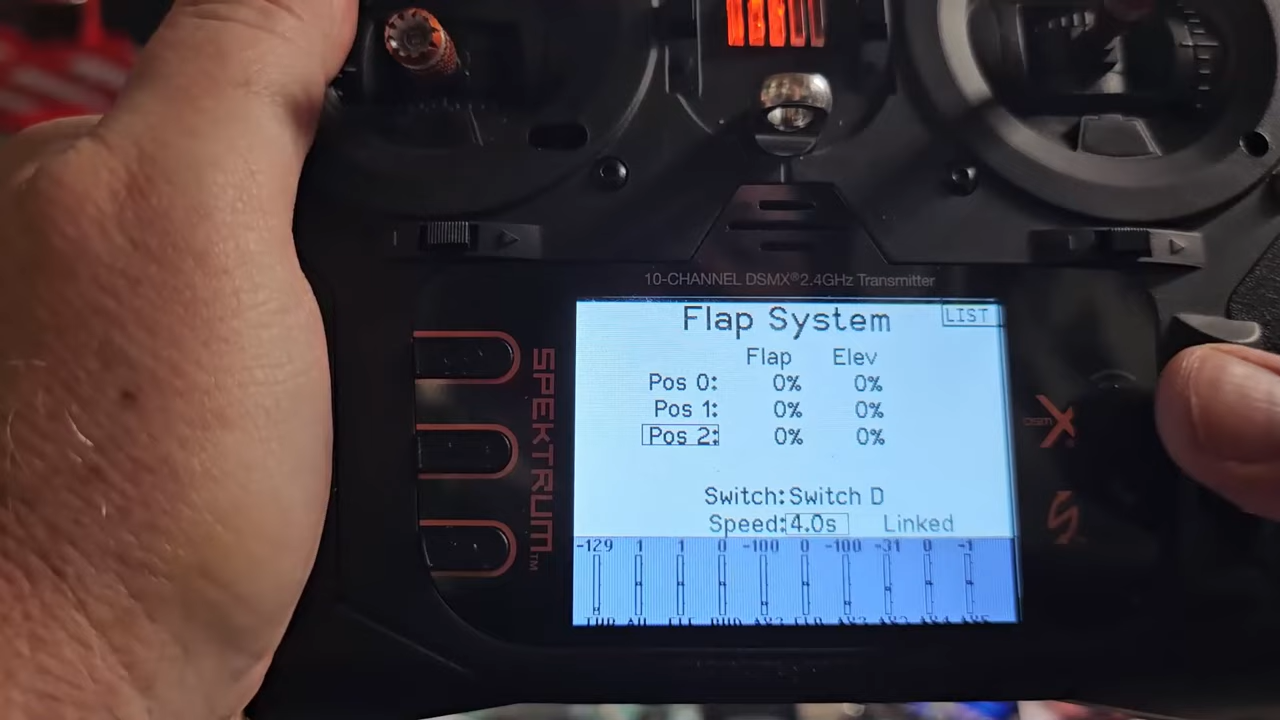 10-CHANNEL DSMX® 2.4GHz Transmitter
Flap System
LIST
Flap Elev
Pos 0: 0% 0%
Pos 1: 0% 0%
Pos 2: 0% 0%
Switch: Switch D
Speed: 4.0s Linked
-129 1 1 0 -100 0 -100 -31 0 -1
SPEKTRUM™
DSMX